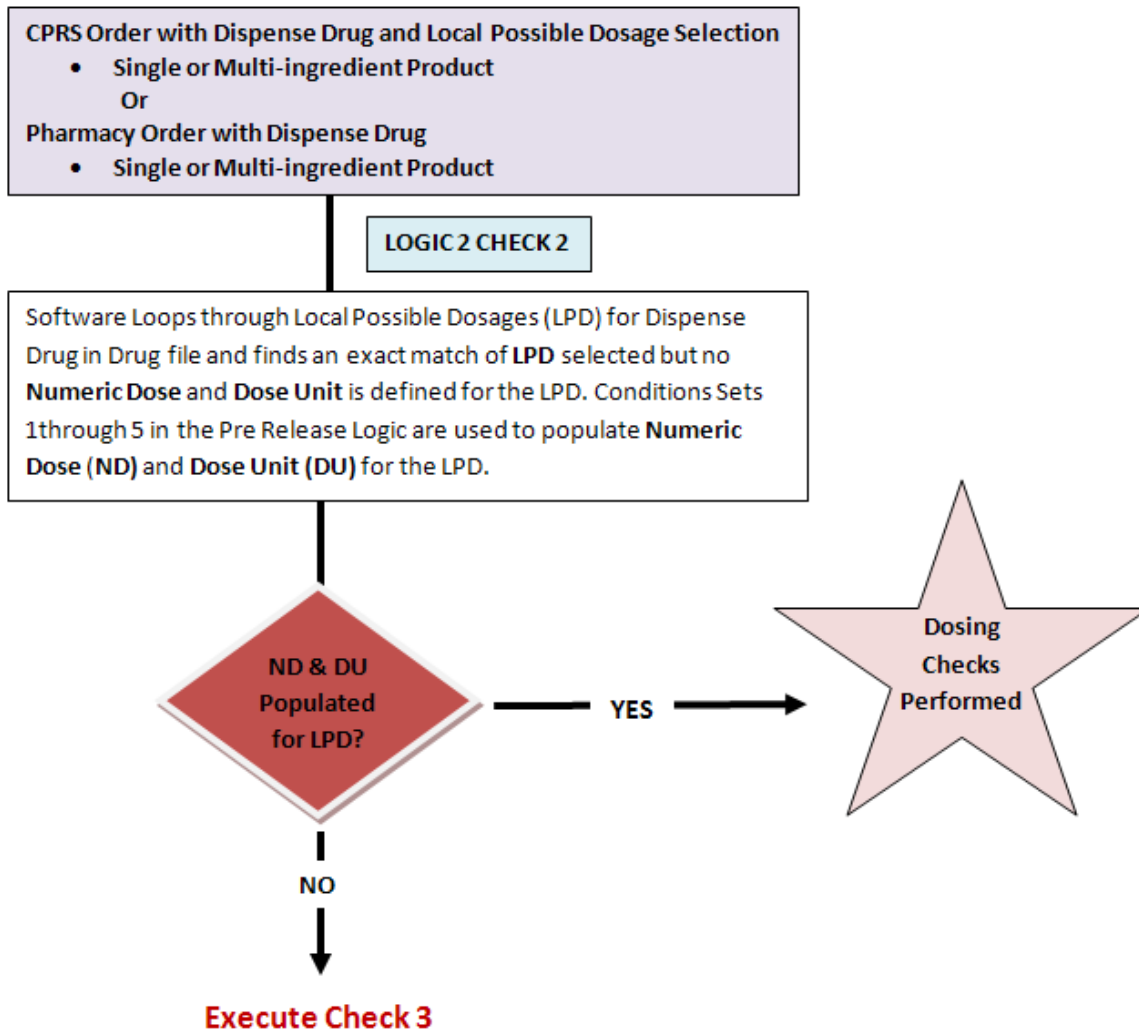 CPRS Order with Dispense Drug and Local Possible Dosage Selection
• Single or Multi-ingredient Product
Or
Pharmacy Order with Dispense Drug
• Single or Multi-ingredient Product
LOGIC 2 CHECK 2
Software Loops through Local Possible Dosages (LPD) for Dispense
Drug in Drug file and finds an exact match of LPD selected but no
Numeric Dose and Dose Unit is defined for the LPD. Conditions Sets
1through 5 in the Pre Release Logic are used to populate Numeric
Dose (ND) and Dose Unit (DU) for the LPD.
ND & DU
Populated
for LPD?
YES
Dosing
Checks
Performed
NO
Execute Check 3